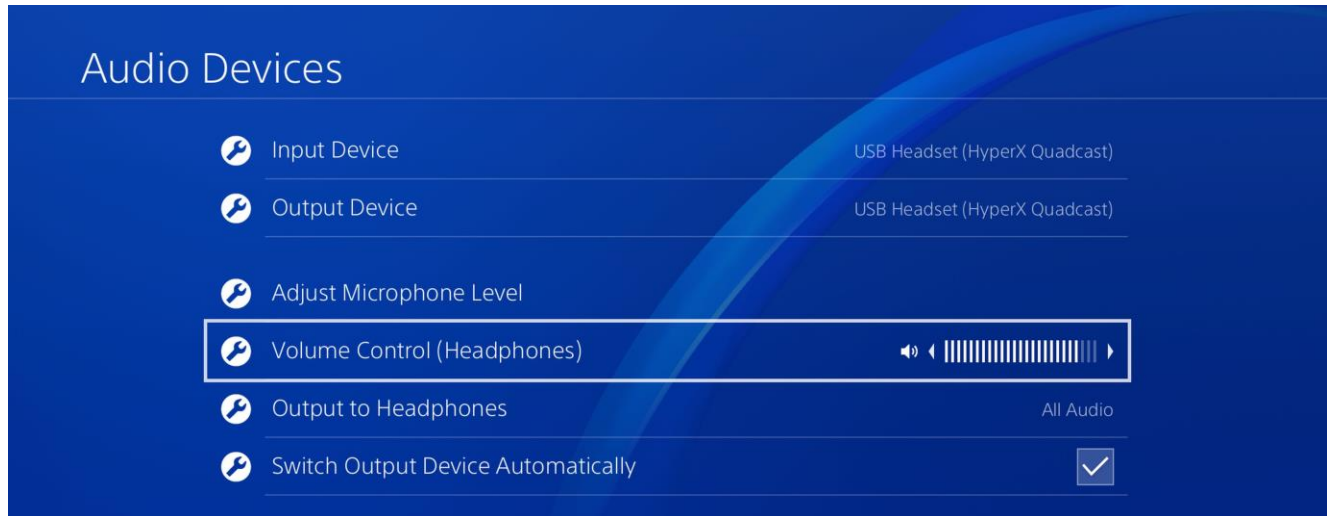 Audio Devices
Input Device USB Headset (HyperX Quadcast)
Output Device USB Headset (HyperX Quadcast)
Adjust Microphone Level
Volume Control (Headphones)
Output to Headphones All Audio
Switch Output Device Automatically